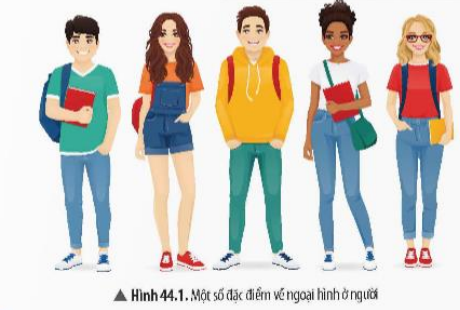 ▲ Hình 44.1. Một số đặc điểm về ngoại hình ở người